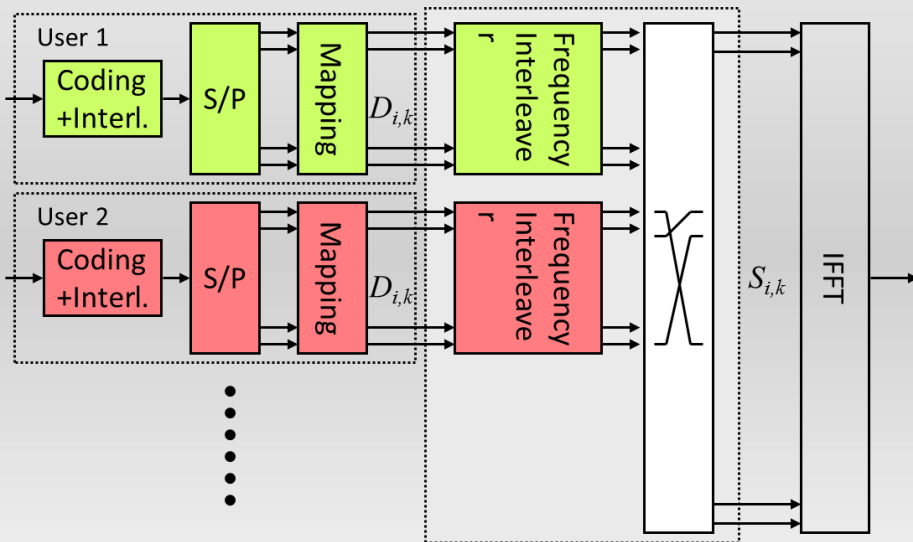 User 1
Coding
+Interl.
S/P
Mapping
D_{i,k}
Frequency
Interleave
r
User 2
Coding
+Interl.
S/P
Mapping
D_{i,k}
Frequency
Interleave
r
S_{i,k}
IFFT